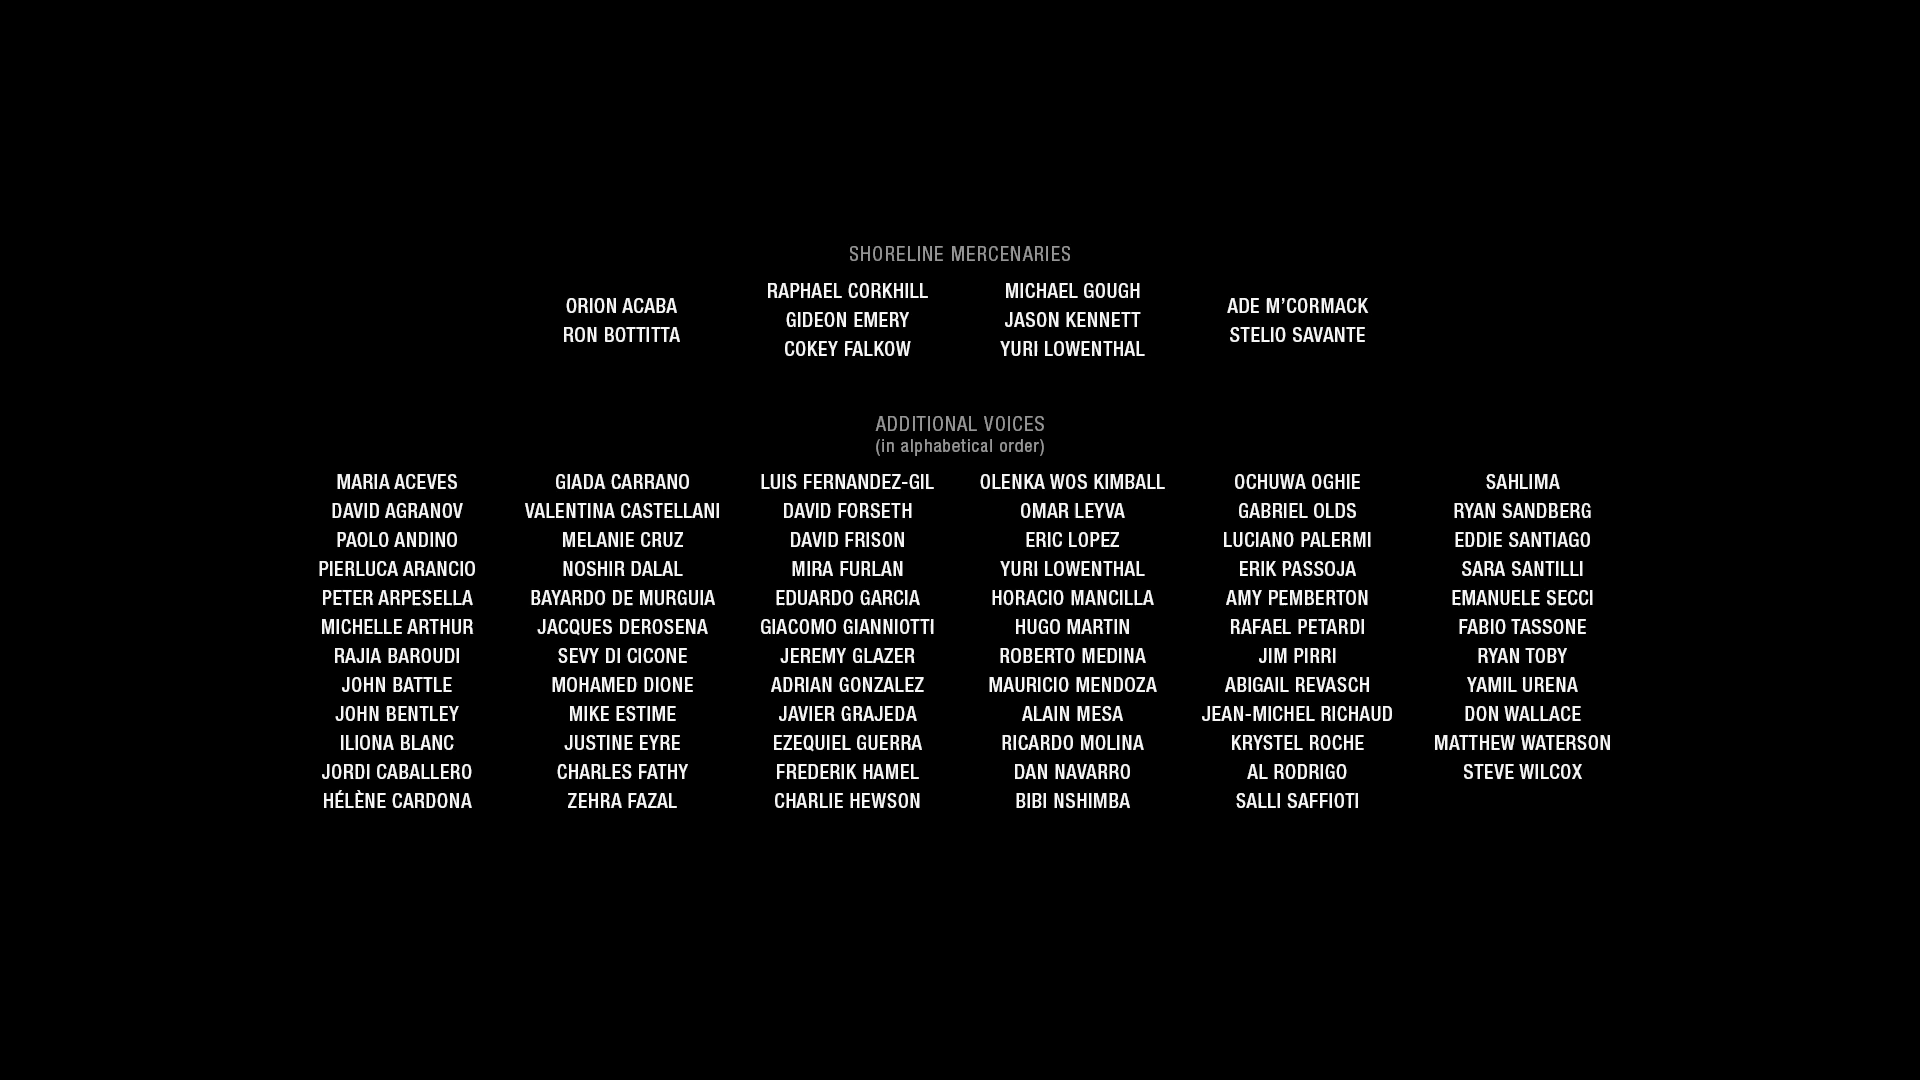 SHORELINE MERCENARIES
ORION ACABA
RON BOTTITTA
RAPHAEL CORKHILL
GIDEON EMERY
COKEY FALKOW
MICHAEL GOUGH
JASON KENNETT
YURI LOWENTHAL
ADE M’CORMACK
STELIO SAVANTE
ADDITIONAL VOICES
(in alphabetical order)
MARIA ACEVES
DAVID AGRANOV
PAOLO ANDINO
PIERLUCA ARANCIO
PETER ARPESELLA
MICHELLE ARTHUR
RAJIA BAROUDI
JOHN BATTLE
JOHN BENTLEY
ILIONA BLANC
JORDI CABALLERO
HÉLÈNE CARDONA
GIADA CARRANO
VALENTINA CASTELLANI
MELANIE CRUZ
NOSHIR DALAL
BAYARDO DE MURGUIA
JACQUES DEROSENA
SEVY DI CICONE
MOHAMED DIONE
MIKE ESTIME
JUSTINE EYRE
CHARLES FATHY
ZEHRA FAZAL
LUIS FERNANDEZ-GIL
DAVID FORSETH
DAVID FRISON
MIRA FURLAN
EDUARDO GARCIA
GIACOMO GIANNIOTTI
JEREMY GLAZER
ADRIAN GONZALEZ
JAVIER GRAJEDA
EZEQUIEL GUERRA
FREDERIK HAMEL
CHARLIE HEWSON
OLENKA WOS KIMBALL
OMAR LEYVA
ERIC LOPEZ
YURI LOWENTHAL
HORACIO MANCILLA
HUGO MARTIN
ROBERTO MEDINA
MAURICIO MENDOZA
ALAIN MESA
RICARDO MOLINA
DAN NAVARRO
BIBI NSHIMBA
OCHUWA OGHIE
GABRIEL OLDS
LUCIANO PALERMI
ERIK PASSOJA
AMY PEMBERTON
RAFAEL PETARDI
JIM PIRRI
ABIGAIL REVASCH
JEAN-MICHEL RICHAUD
KRYSTEL ROCHE
AL RODRIGO
SALLI SAFFIOTI
SAHLIMA
RYAN SANDBERG
EDDIE SANTIAGO
SARA SANTILLI
EMANUELE SECCI
FABIO TASSONE
RYAN TOBY
YAMIL URENA
DON WALLACE
MATTHEW WATERSON
STEVE WILCOX